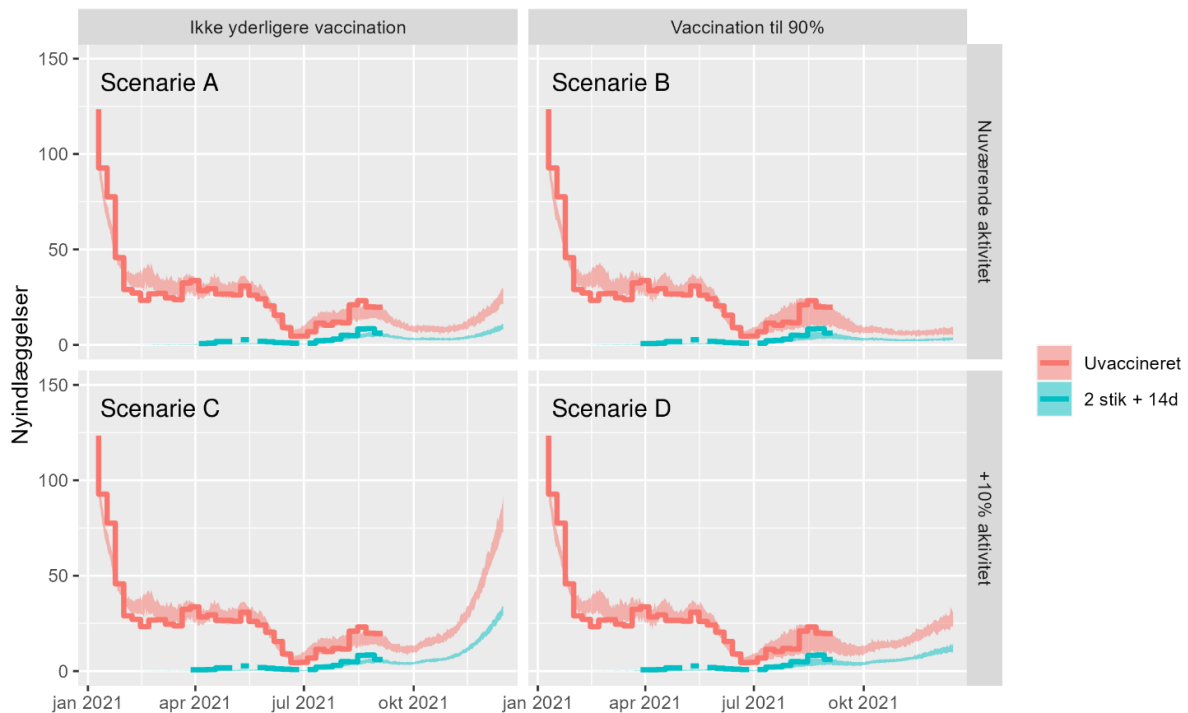 Ikke yderligere vaccination
Vaccination til 90%
Nyindlæggelser
150
100
50
0
Scenarie A
Scenarie B
Nuværende aktivitet
150
100
50
0
Scenarie C
Scenarie D
+10% aktivitet
jan 2021
apr 2021
jul 2021
okt 2021
jan 2021
apr 2021
jul 2021
okt 2021
Uvaccineret
2 stik + 14d